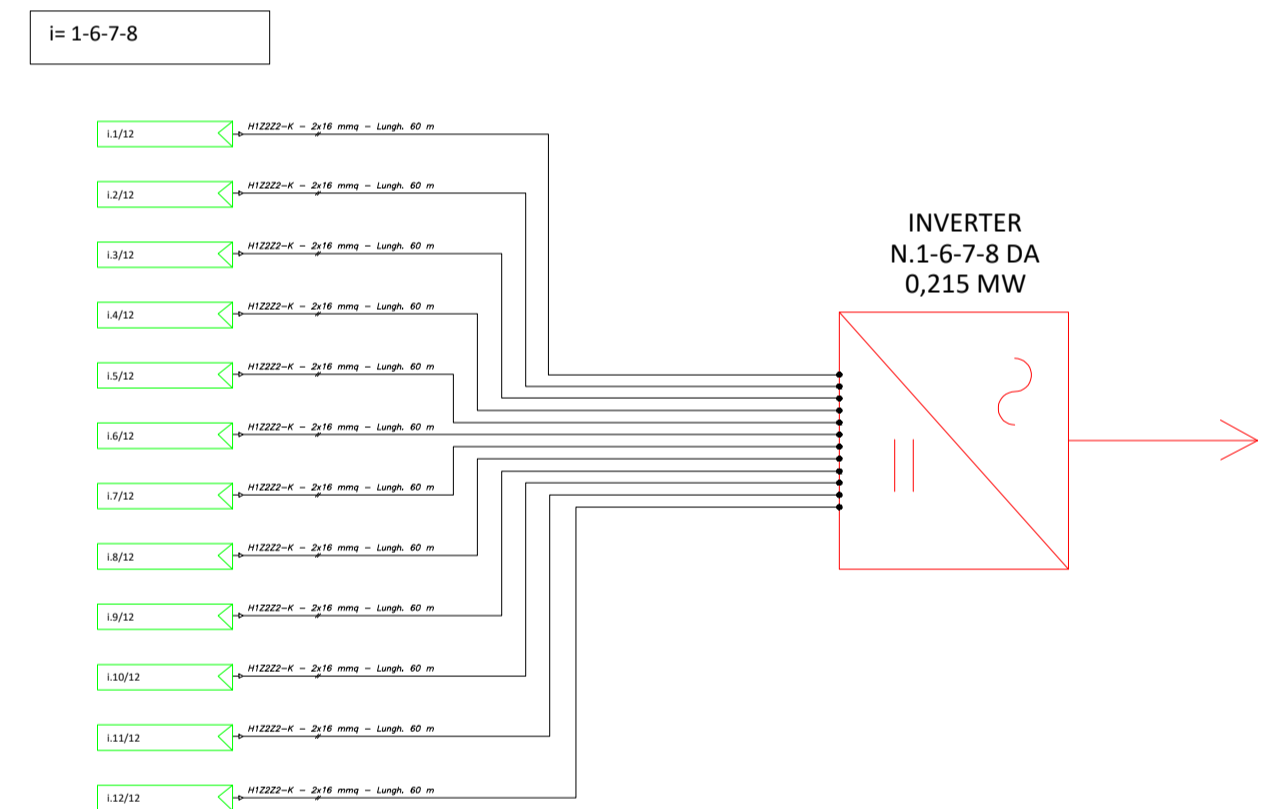 i= 1-6-7-8
i.1/12
H1Z2Z2-K - 2x16 mmq - Lungh. 60 m
i.2/12
H1Z2Z2-K - 2x16 mmq - Lungh. 60 m
i.3/12
H1Z2Z2-K - 2x16 mmq - Lungh. 60 m
i.4/12
H1Z2Z2-K - 2x16 mmq - Lungh. 60 m
i.5/12
H1Z2Z2-K - 2x16 mmq - Lungh. 60 m
i.6/12
H1Z2Z2-K - 2x16 mmq - Lungh. 60 m
i.7/12
H1Z2Z2-K - 2x16 mmq - Lungh. 60 m
i.8/12
H1Z2Z2-K - 2x16 mmq - Lungh. 60 m
i.9/12
H1Z2Z2-K - 2x16 mmq - Lungh. 60 m
i.10/12
H1Z2Z2-K - 2x16 mmq - Lungh. 60 m
i.11/12
H1Z2Z2-K - 2x16 mmq - Lungh. 60 m
i.12/12
H1Z2Z2-K - 2x16 mmq - Lungh. 60 m
INVERTER
N.1-6-7-8 DA
0,215 MW